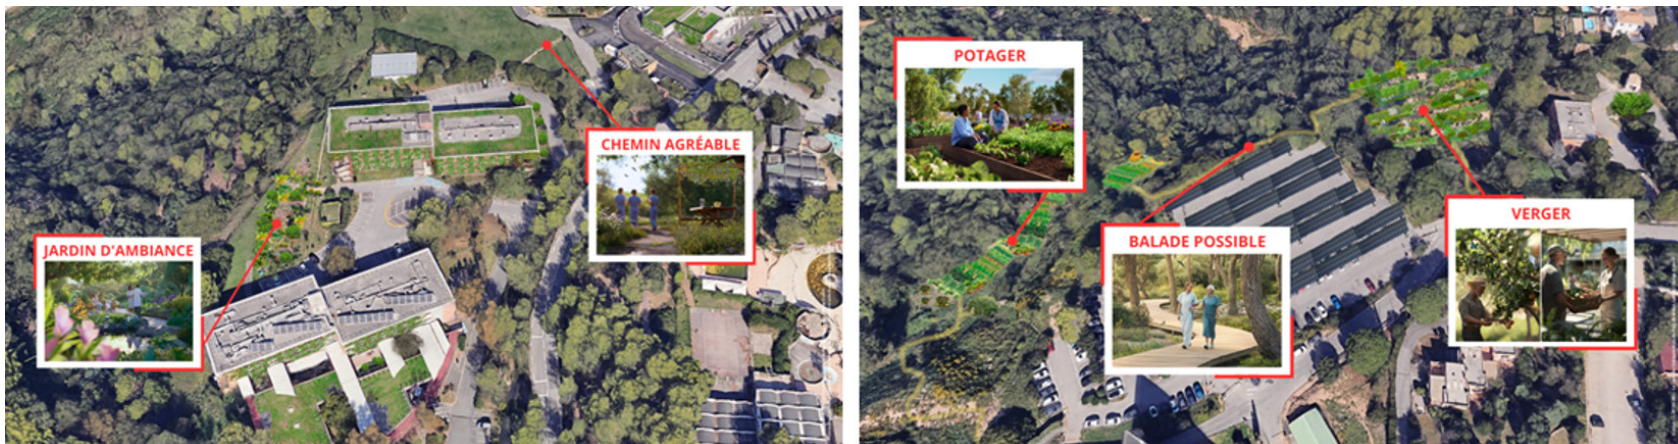 CHEMIN AGRÉABLE
JARDIN D'AMBIANCE
POTAGER
BALADE POSSIBLE
VERGER